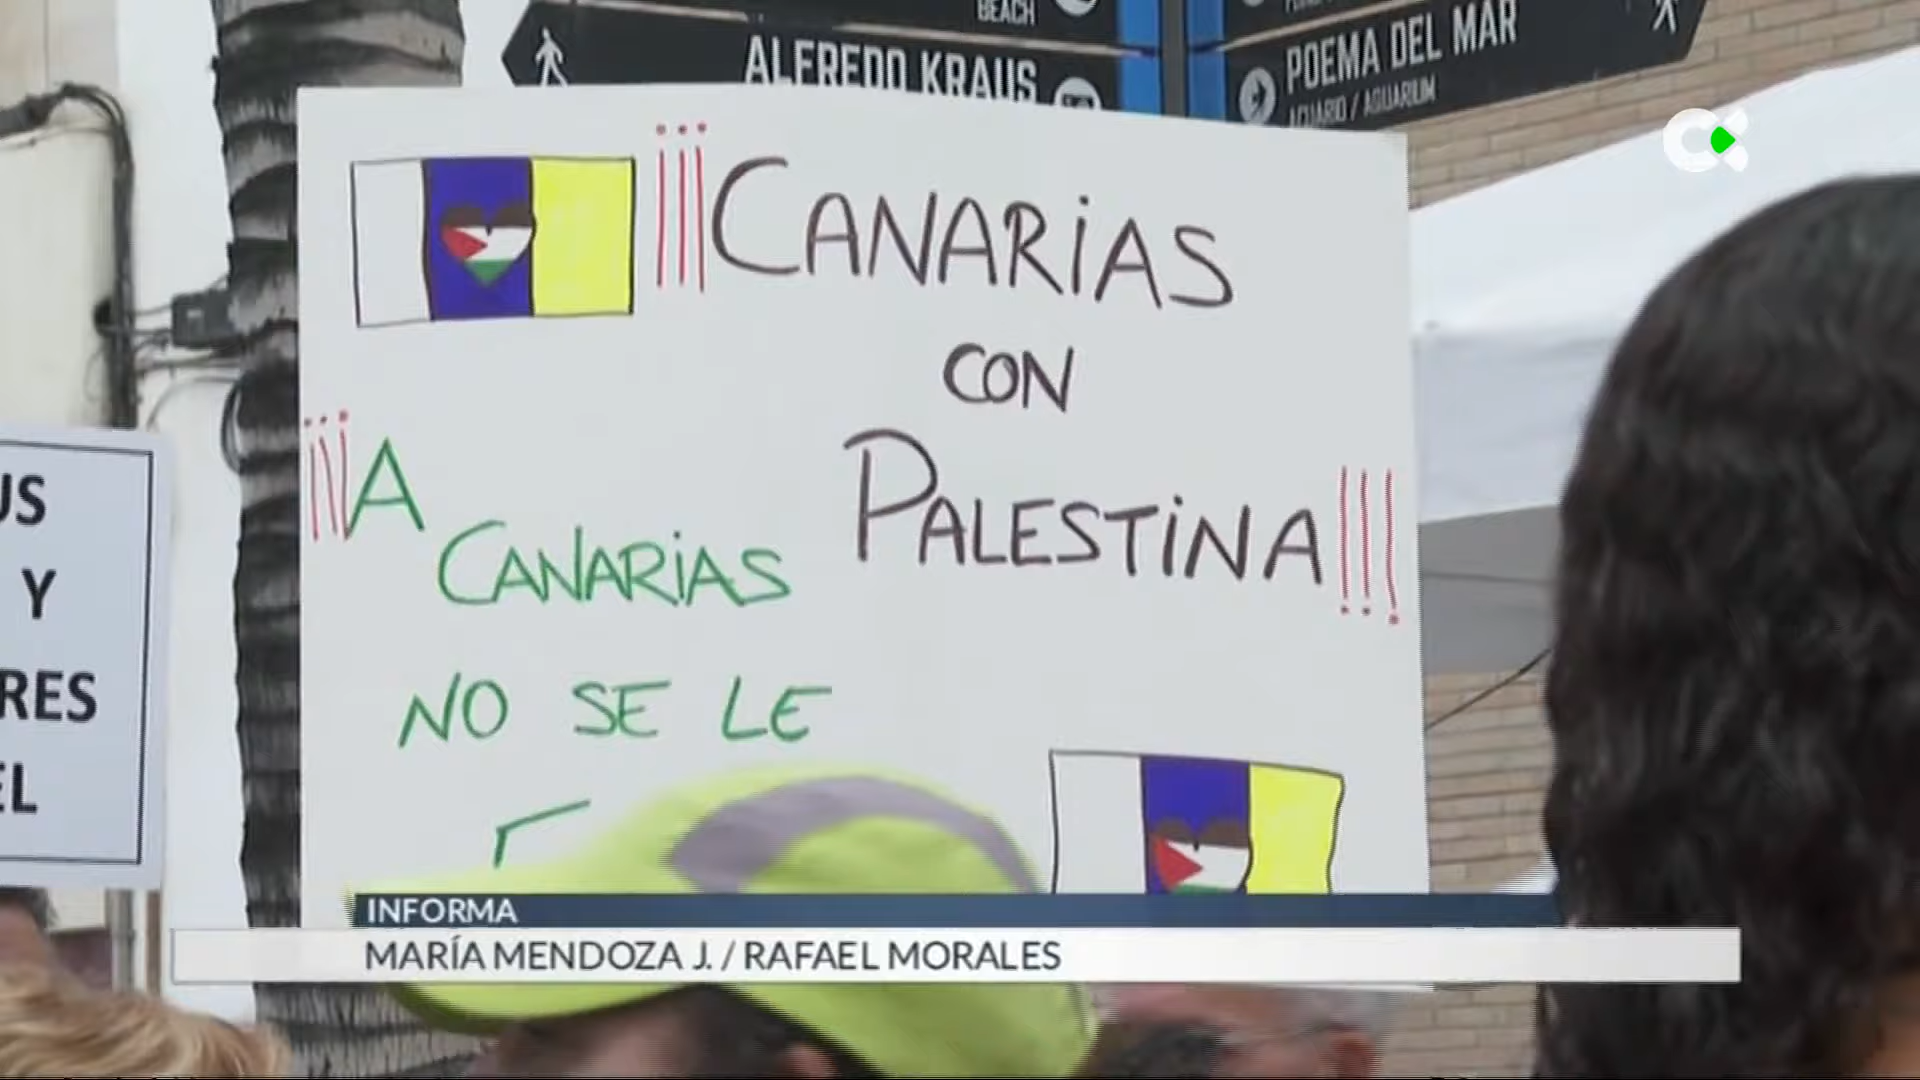 BEACH
ALFREDO KRAUS
POEMA DEL MAR
ACUARIO / AQUARIUM
¡¡¡CANARIAS
CON
PALESTINA!!!
¡¡¡A
CANARIAS
NO SE LE
US
Y
RES
EL
INFORMA
MARÍA MENDOZA J. / RAFAEL MORALES